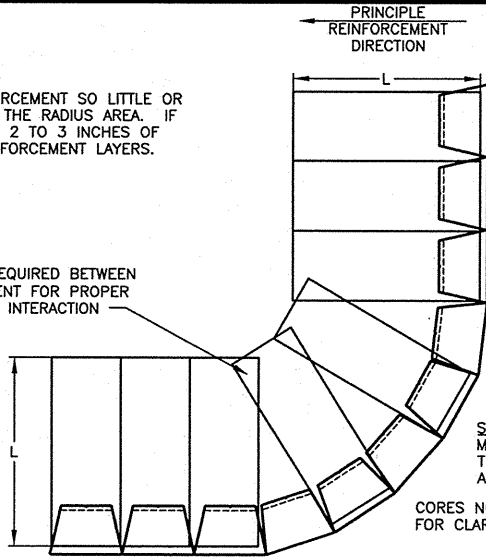 PRINCIPLE
REINFORCEMENT
DIRECTION
L
RCEMENT SO LITTLE OR
THE RADIUS AREA. IF
2 TO 3 INCHES OF
FORCEMENT LAYERS.
EQUIRED BETWEEN
ENT FOR PROPER
INTERACTION
L
S
M
T
A
CORES N
FOR CLAR